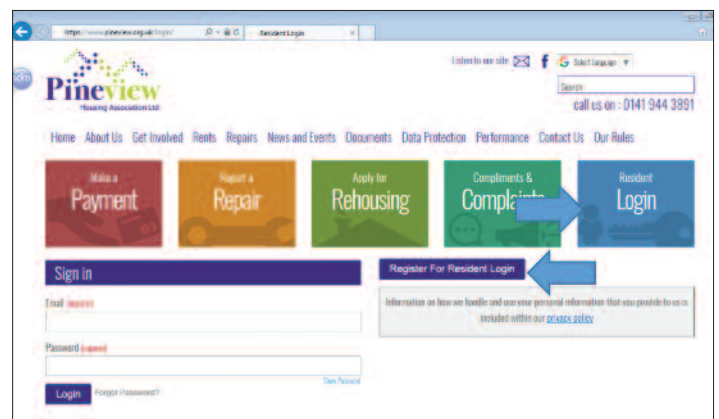 https://www.pineview.org.uk/login/
Resident Login
Listen to our site
f
G Select Language ▼
Pineview
Housing Association Ltd
Search
call us on : 0141 944 3891
Home About Us Get Involved Rents Repairs News and Events Documents Data Protection Performance Contact Us Our Rules
Make a
Payment
Report a
Repair
Apply for
Rehousing
Compliments &
Complaints
Resident
Login
Sign In
Register For Resident Login
Email (required)
Information on how we handle and use your personal information that you provide to us is
included within our privacy policy
Password (required)
Show Password
Login Forgot Password?